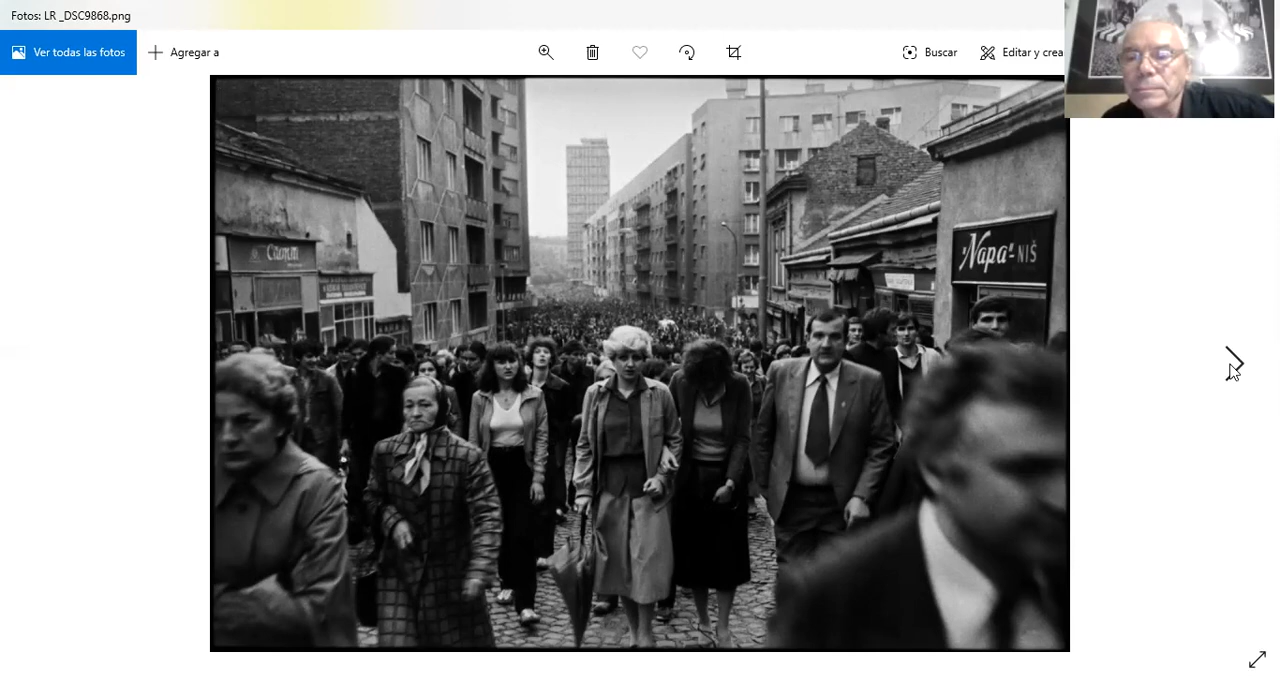 Fotos: LR _DSC9868.png
Ver todas las fotos
Agregar a
Buscar
Editar y crea
"Napa"-NIŠ